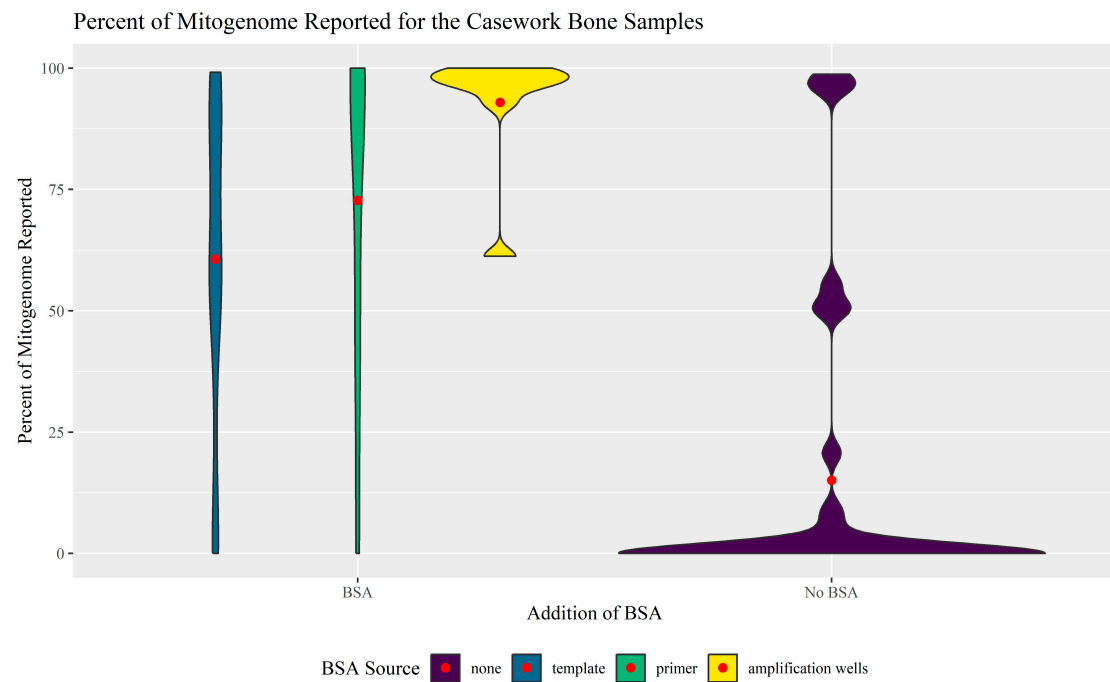 Percent of Mitogenome Reported for the Casework Bone Samples
Percent of Mitogenome Reported
100
75
50
25
0
BSA No BSA
Addition of BSA
BSA Source none template primer amplification wells